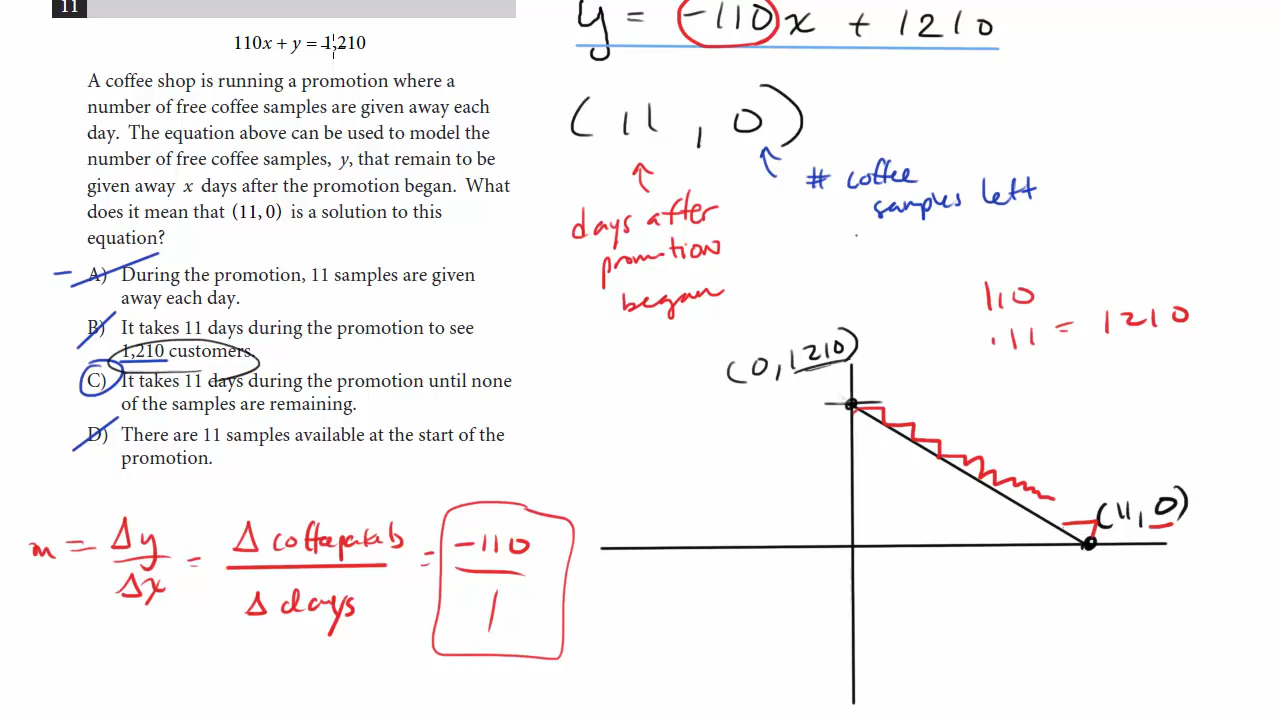 11
110x + y = 1,210
A coffee shop is running a promotion where a
number of free coffee samples are given away each
day. The equation above can be used to model the
number of free coffee samples, y, that remain to be
given away x days after the promotion began. What
does it mean that (11, 0) is a solution to this
equation?
A) During the promotion, 11 samples are given
away each day.
B) It takes 11 days during the promotion to see
1,210 customers.
C) It takes 11 days during the promotion until none
of the samples are remaining.
D) There are 11 samples available at the start of the
promotion.
y = -110x + 1210
(11, 0)
days after
promotion
began
# coffee
samples left
110
.11 = 1210
(0, 1210)
(11, 0)
m = Δy/Δx = Δ coffee / Δ days = -110/1